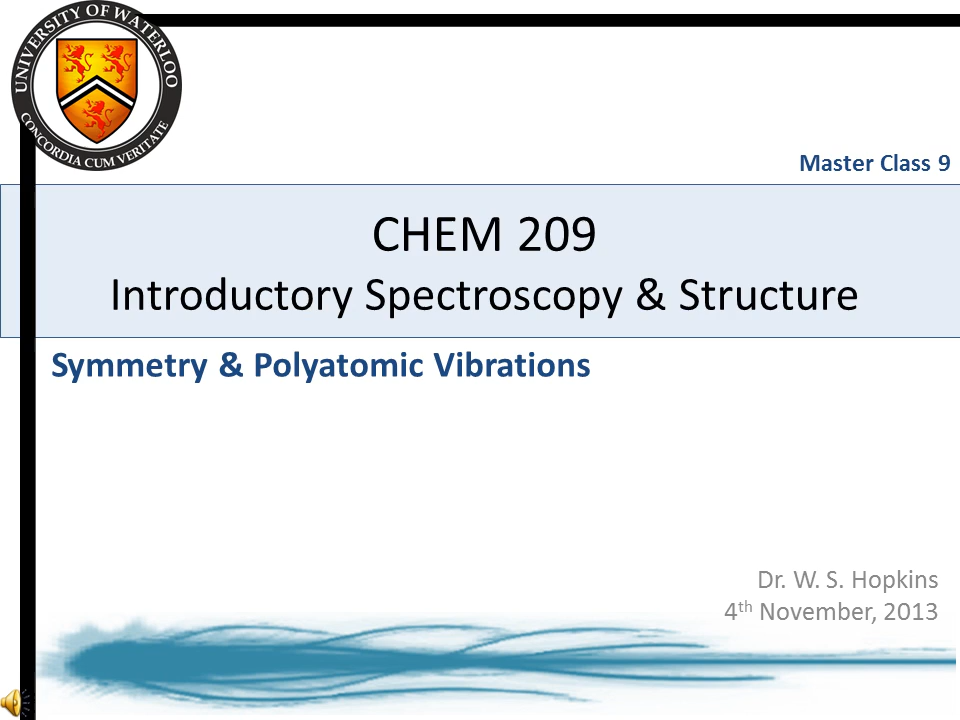 UNIVERSITY OF WATERLOO
CONCORDIA CUM VERITATE
Master Class 9
CHEM 209
Introductory Spectroscopy & Structure
Symmetry & Polyatomic Vibrations
Dr. W. S. Hopkins
4th November, 2013